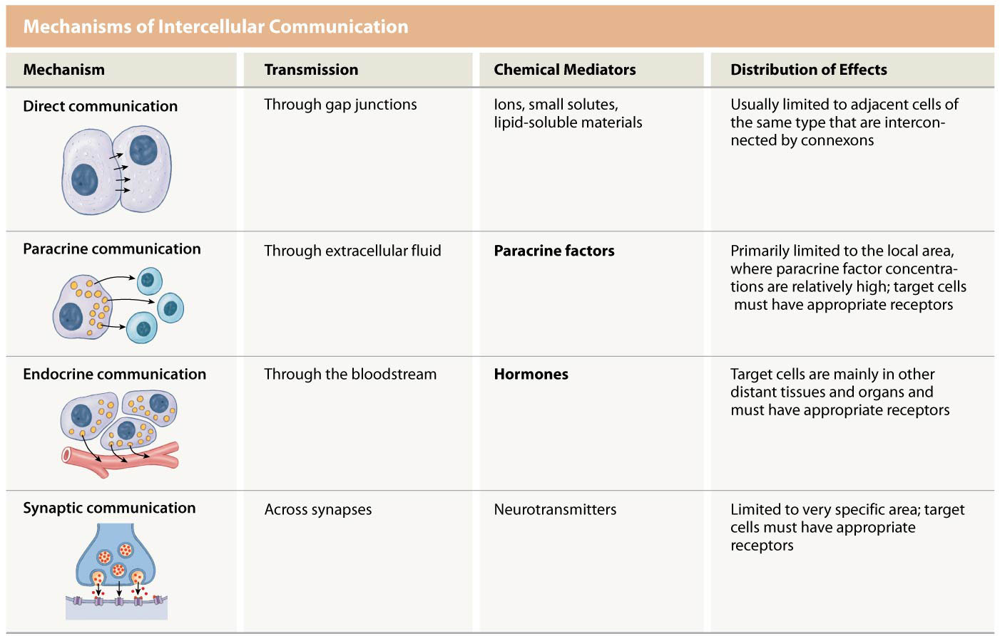 Mechanisms of Intercellular Communication
Mechanism
Transmission
Chemical Mediators
Distribution of Effects
Direct communication
Through gap junctions
Ions, small solutes,
lipid-soluble materials
Usually limited to adjacent cells of
the same type that are intercon-
nected by connexons
Paracrine communication
Through extracellular fluid
Paracrine factors
Primarily limited to the local area,
where paracrine factor concentra-
tions are relatively high; target cells
must have appropriate receptors
Endocrine communication
Through the bloodstream
Hormones
Target cells are mainly in other
distant tissues and organs and
must have appropriate receptors
Synaptic communication
Across synapses
Neurotransmitters
Limited to very specific area; target
cells must have appropriate
receptors